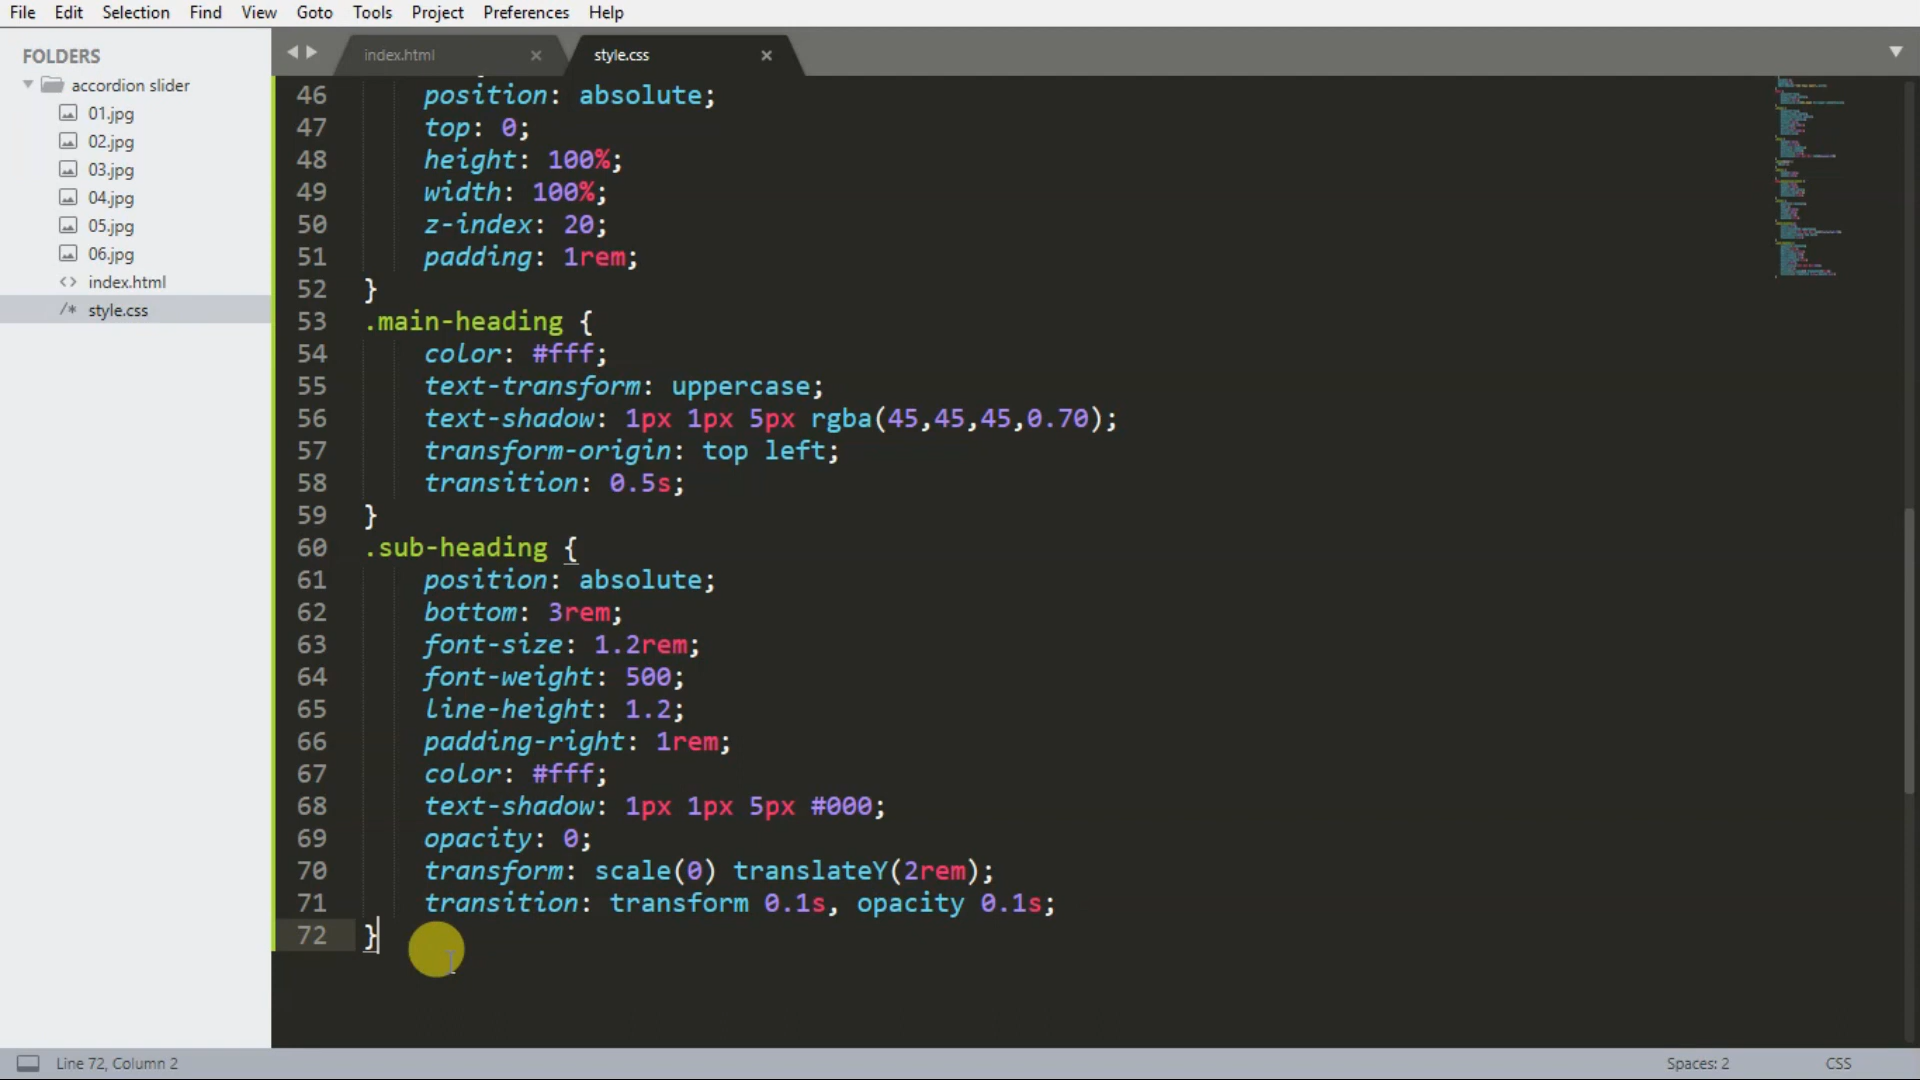 File Edit Selection Find View Goto Tools Project Preferences Help
FOLDERS
accordion slider
01.jpg
02.jpg
03.jpg
04.jpg
05.jpg
06.jpg
<> index.html
/* style.css
index.html × style.css ×
46 position: absolute;
47 top: 0;
48 height: 100%;
49 width: 100%;
50 z-index: 20;
51 padding: 1rem;
52 }
53 .main-heading {
54 color: #fff;
55 text-transform: uppercase;
56 text-shadow: 1px 1px 5px rgba(45,45,45,0.70);
57 transform-origin: top left;
58 transition: 0.5s;
59 }
60 .sub-heading {
61 position: absolute;
62 bottom: 3rem;
63 font-size: 1.2rem;
64 font-weight: 500;
65 line-height: 1.2;
66 padding-right: 1rem;
67 color: #fff;
68 text-shadow: 1px 1px 5px #000;
69 opacity: 0;
70 transform: scale(0) translateY(2rem);
71 transition: transform 0.1s, opacity 0.1s;
72 }
Line 72, Column 2 Spaces: 2 CSS